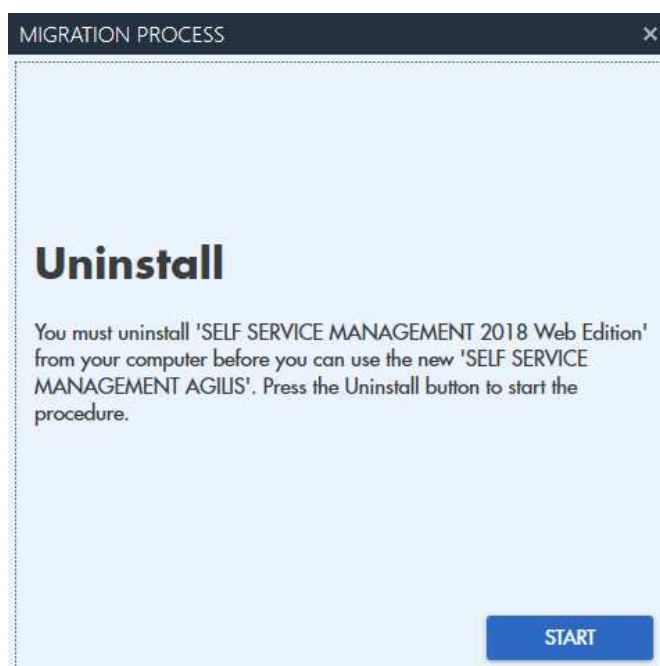 MIGRATION PROCESS
Uninstall
You must uninstall 'SELF SERVICE MANAGEMENT 2018 Web Edition'
from your computer before you can use the new 'SELF SERVICE
MANAGEMENT AGILIS'. Press the Uninstall button to start the
procedure.
START